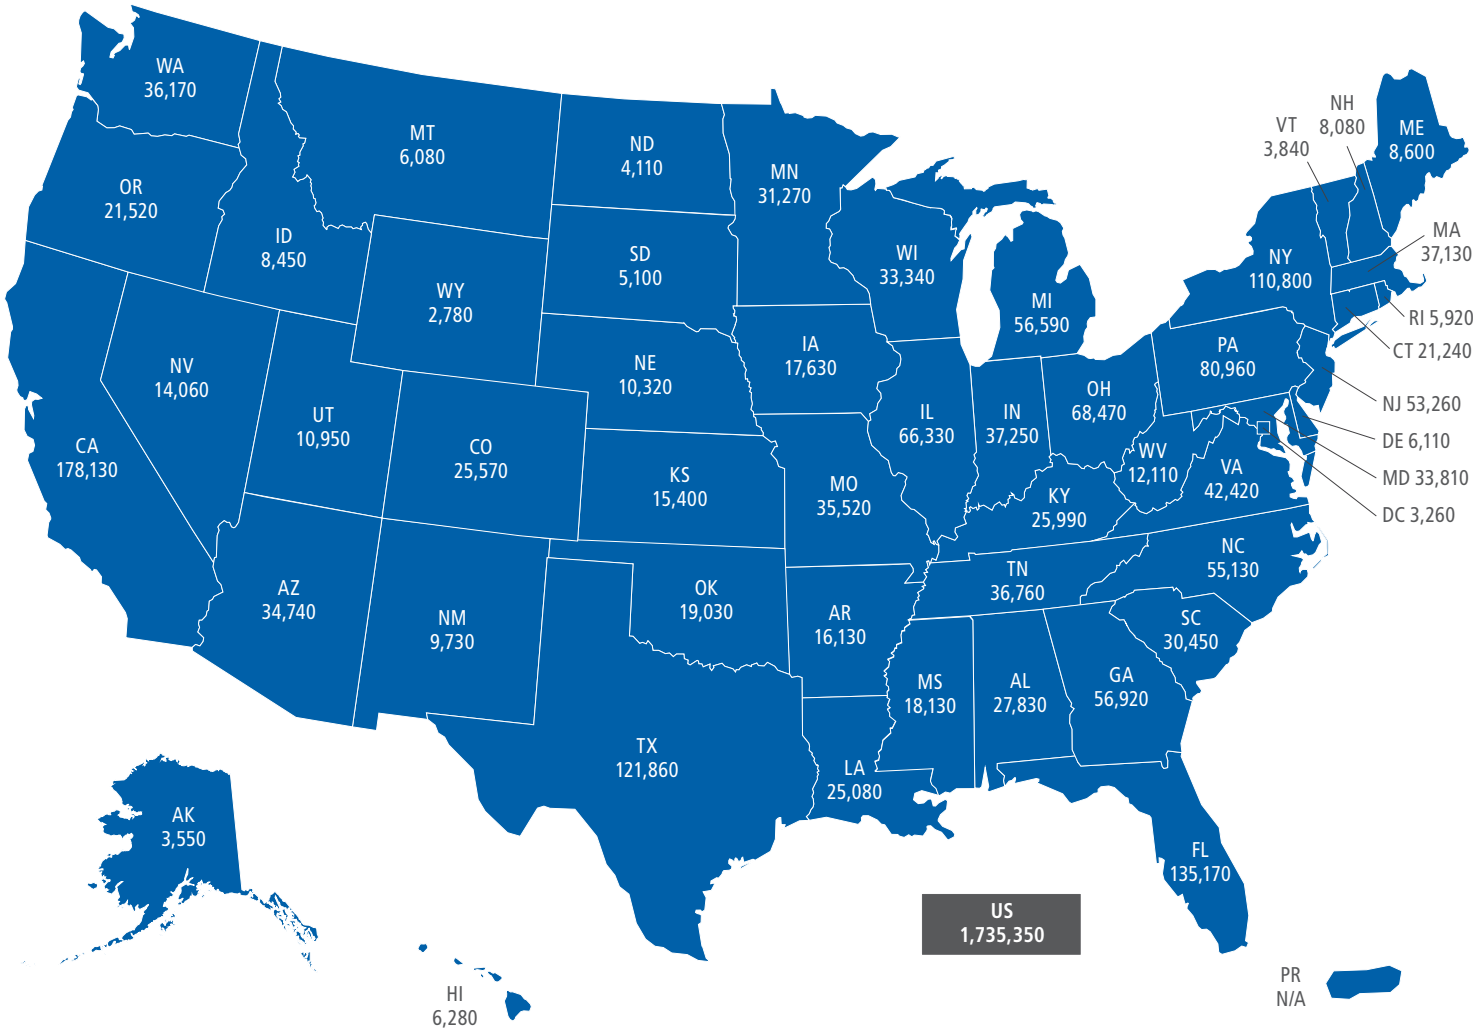 WA
36,170
OR
21,520
CA
178,130
NV
14,060
ID
8,450
MT
6,080
WY
2,780
UT
10,950
CO
25,570
AZ
34,740
NM
9,730
ND
4,110
SD
5,100
NE
10,320
KS
15,400
OK
19,030
TX
121,860
MN
31,270
IA
17,630
MO
35,520
AR
16,130
LA
25,080
WI
33,340
IL
66,330
MI
56,590
IN
37,250
OH
68,470
KY
25,990
TN
36,760
MS
18,130
AL
27,830
GA
56,920
FL
135,170
SC
30,450
NC
55,130
VA
42,420
WV
12,110
PA
80,960
NY
110,800
VT
3,840
NH
8,080
ME
8,600
MA
37,130
RI 5,920
CT 21,240
NJ 53,260
DE 6,110
MD 33,810
DC 3,260
AK
3,550
HI
6,280
US
1,735,350
PR
N/A